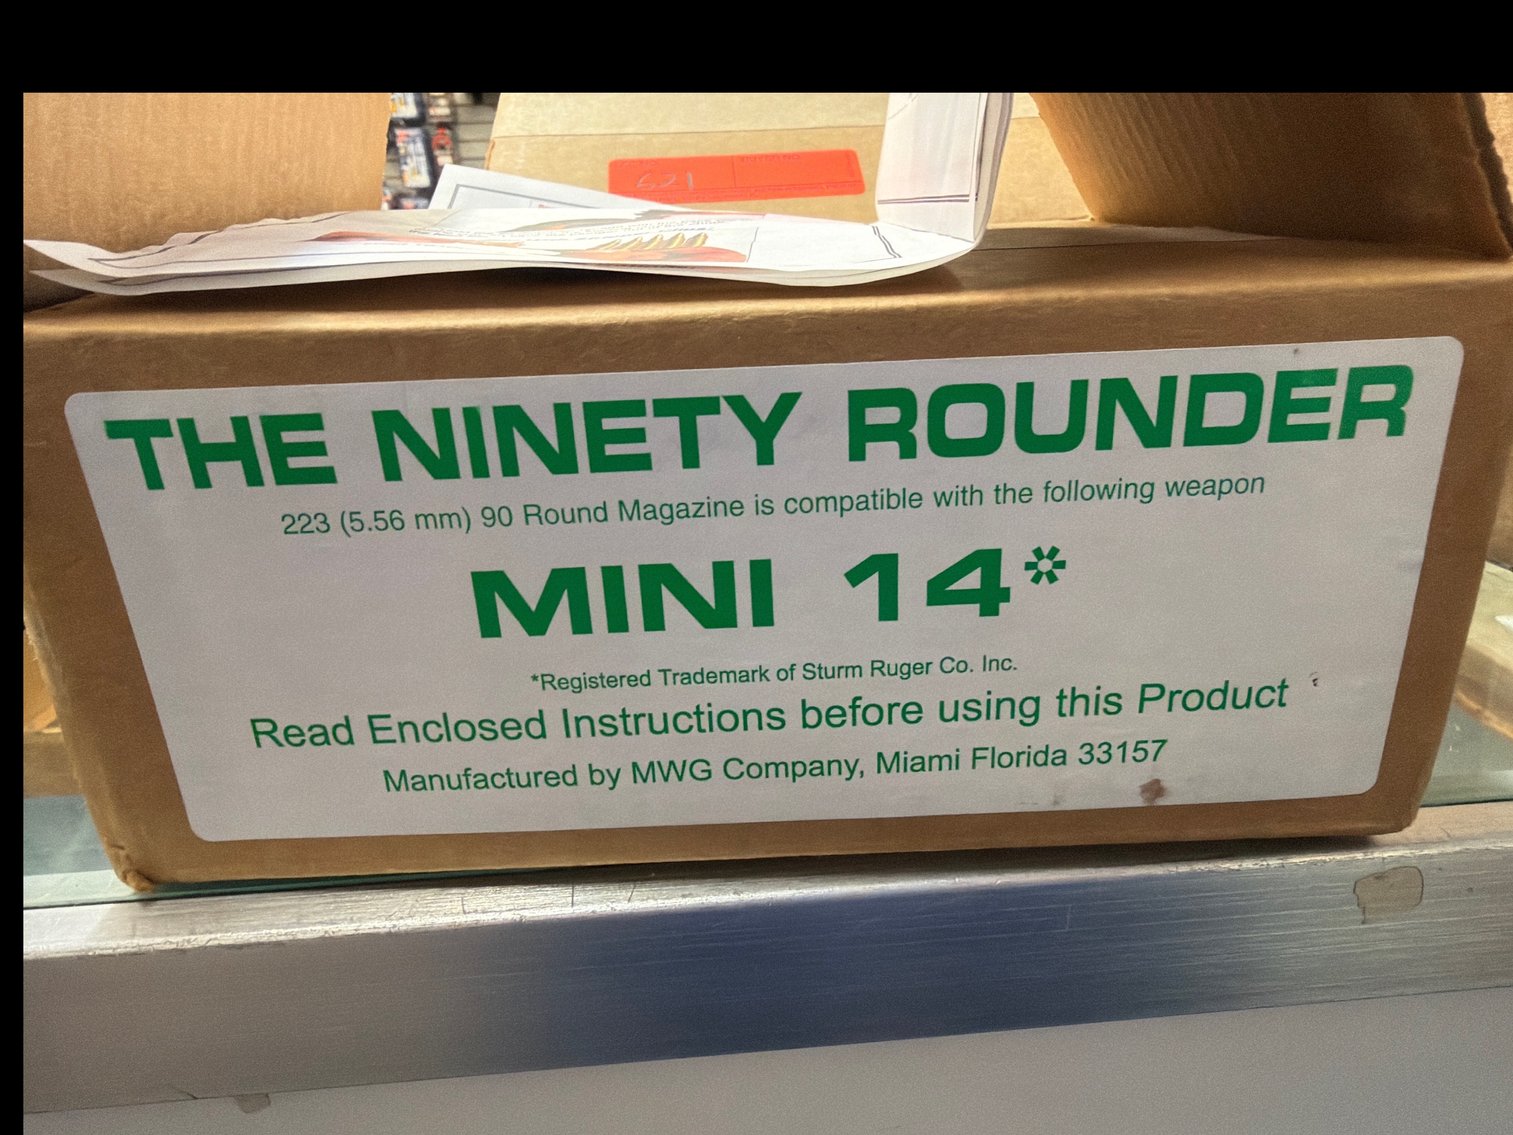 621
THE NINETY ROUNDER
223 (5.56 mm) 90 Round Magazine is compatible with the following weapon
MINI 14*
*Registered Trademark of Sturm Ruger Co. Inc.
Read Enclosed Instructions before using this Product
Manufactured by MWG Company, Miami Florida 33157